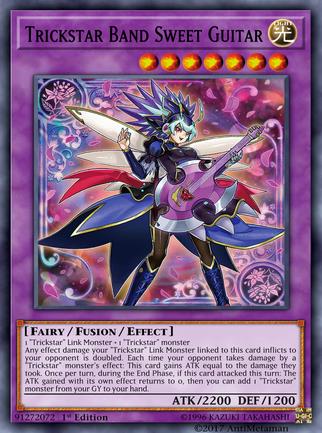 Trickstar Band Sweet Guitar
LIGHT
光
[Fairy / Fusion / Effect]
1 "Trickstar" Link Monster + 1 "Trickstar" monster
Any effect damage your "Trickstar" Link Monster linked to this card inflicts to
your opponent is doubled. Each time your opponent takes damage by a
"Trickstar" monster's effect: This card gains ATK equal to the damage they
took. Once per turn, during the End Phase, if this card attacked this turn: The
ATK gained with its own effect returns to 0, then you can add 1 "Trickstar"
monster from your GY to your hand.
ATK/2200 DEF/1200
91272072 1st Edition ©1996 KAZUKI TAKAHASHI
©2017 AntiMetaman